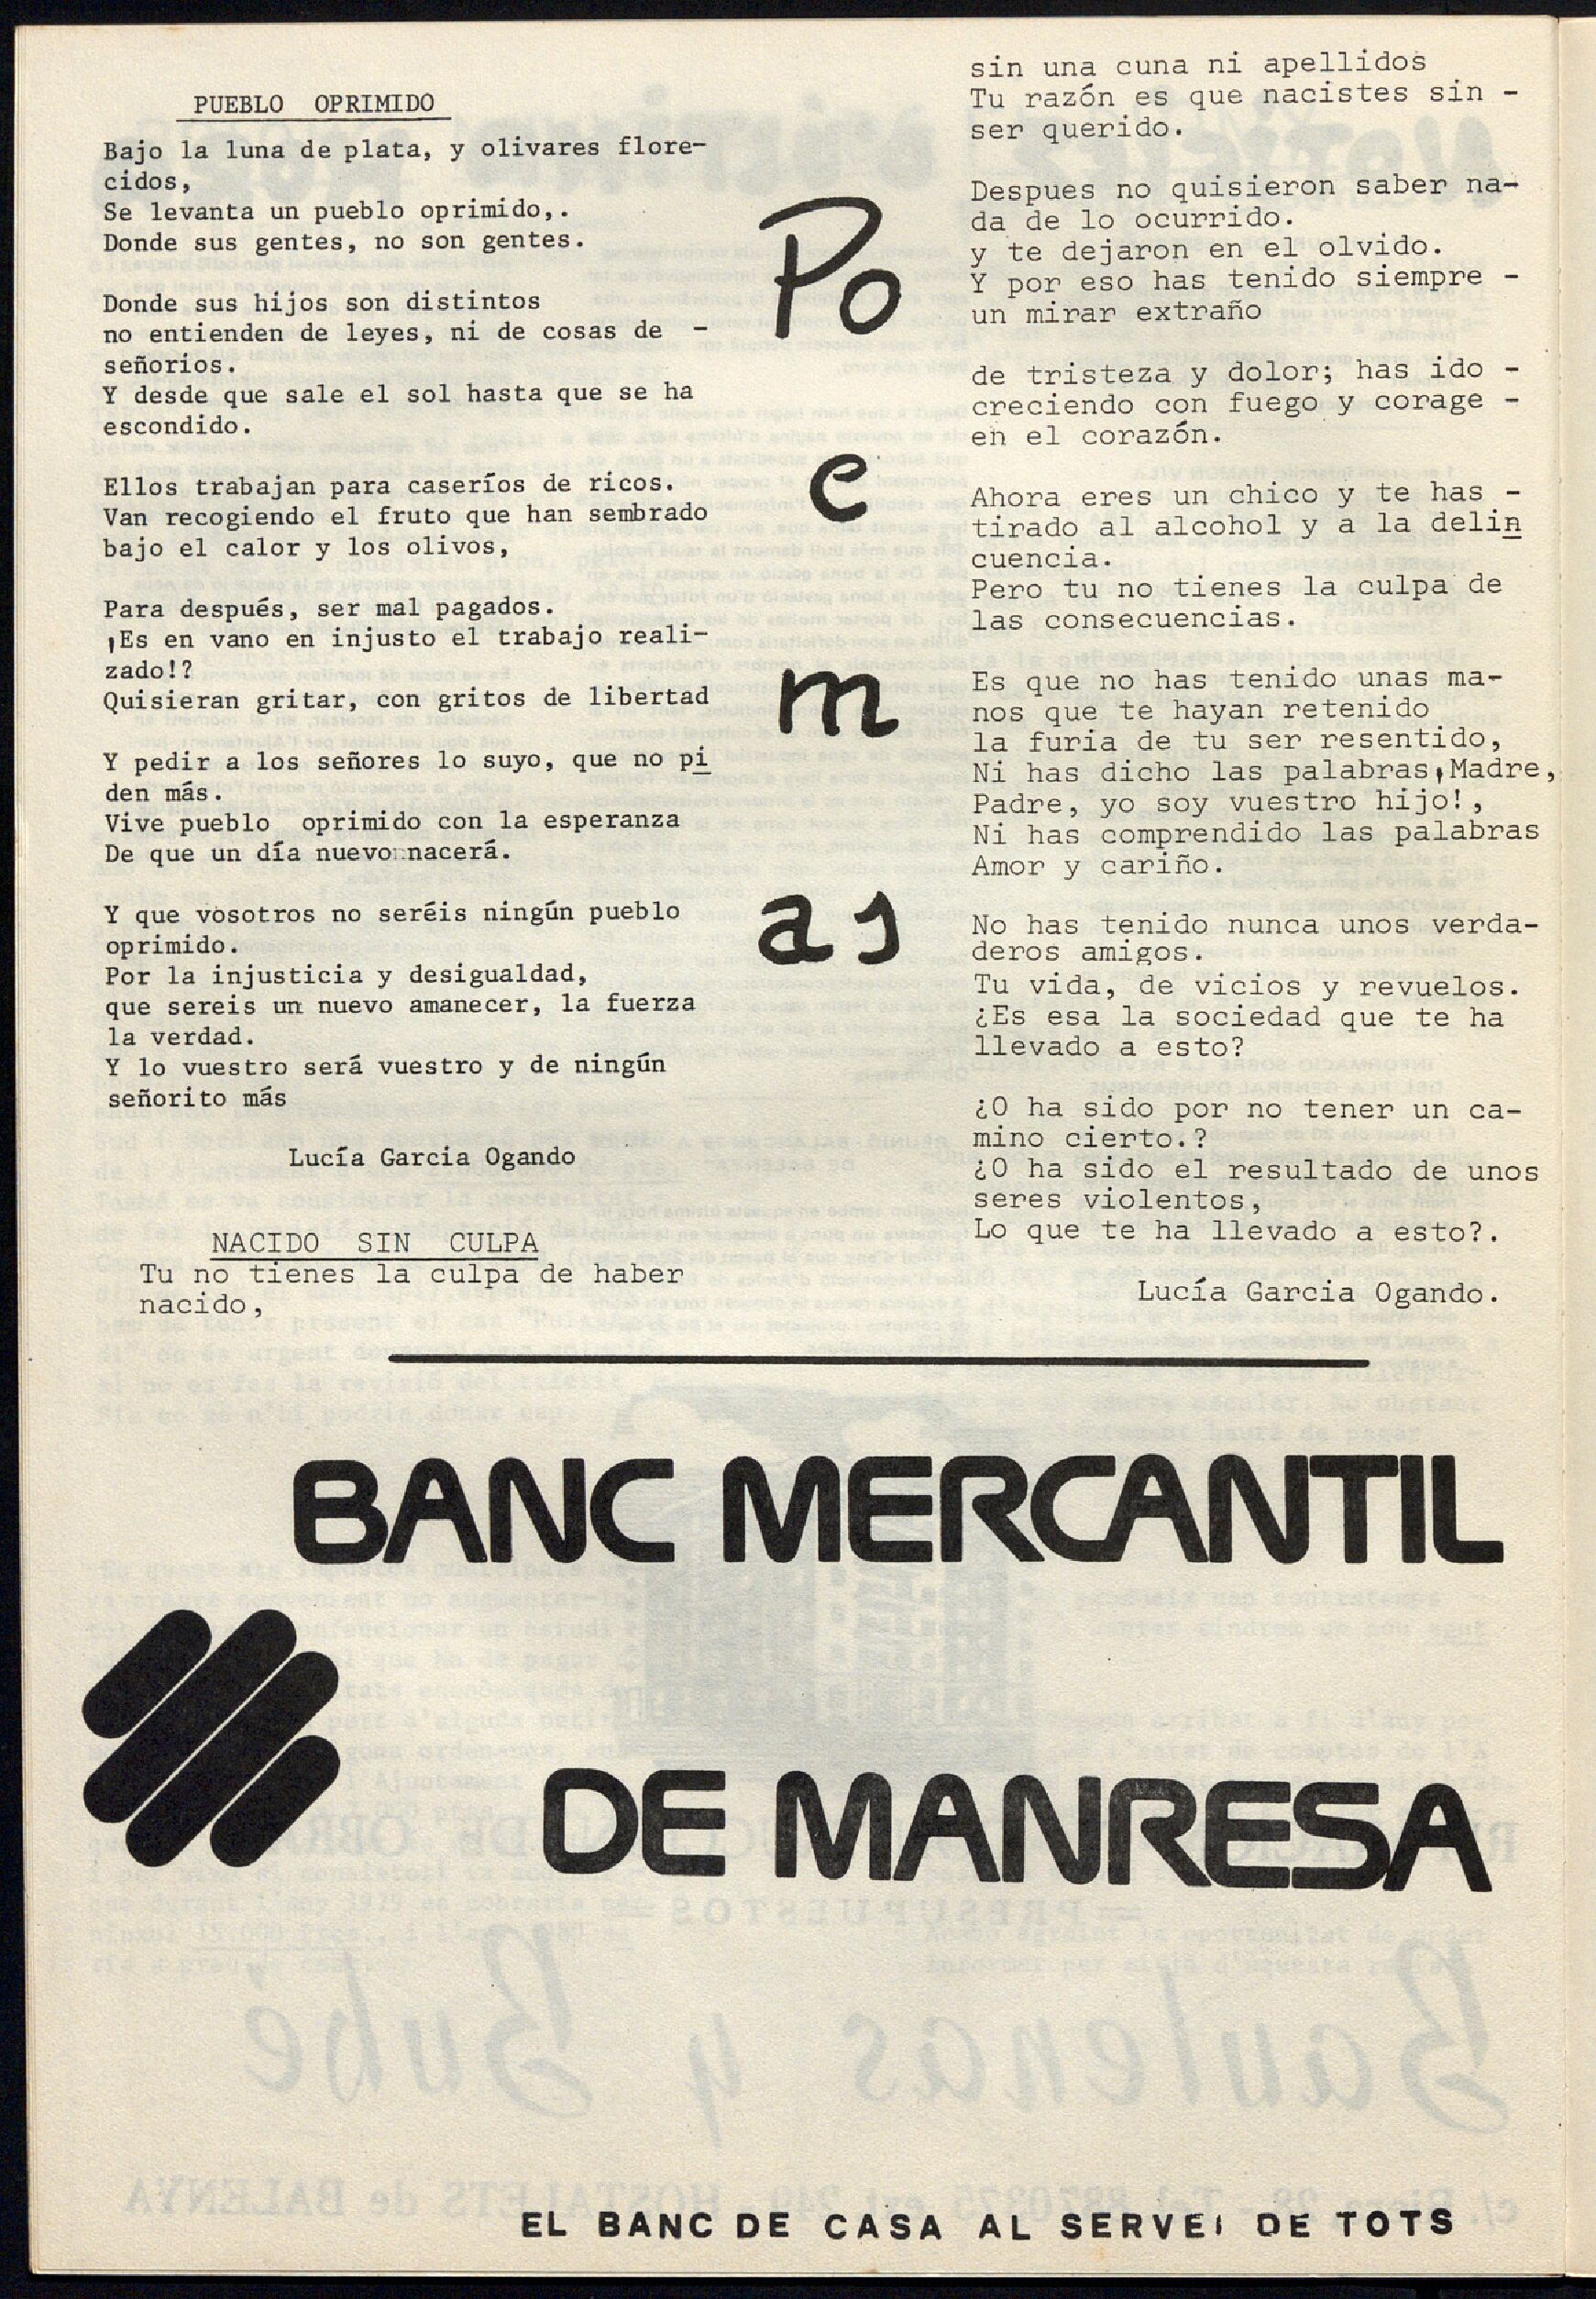 PUEBLO OPRIMIDO
Bajo la luna de plata, y olivares flore-
cidos,
Se levanta un pueblo oprimido,.
Donde sus gentes, no son gentes.
Donde sus hijos son distintos
no entienden de leyes, ni de cosas de -
señorios.
Y desde que sale el sol hasta que se ha
escondido.
Ellos trabajan para caseríos de ricos.
Van recogiendo el fruto que han sembrado
bajo el calor y los olivos,
Para después, ser mal pagados.
¡Es en vano en injusto el trabajo reali-
zado!?
Quisieran gritar, con gritos de libertad
Y pedir a los señores lo suyo, que no pi
den más.
Vive pueblo oprimido con la esperanza
De que un día nuevo nacerá.
Y que vosotros no seréis ningún pueblo
oprimido.
Por la injusticia y desigualdad,
que sereis un nuevo amanecer, la fuerza
la verdad.
Y lo vuestro será vuestro y de ningún
señorito más
Lucía Garcia Ogando
NACIDO SIN CULPA
Tu no tienes la culpa de haber
nacido,
Po
e
m
as
sin una cuna ni apellidos
Tu razón es que nacistes sin -
ser querido.
Despues no quisieron saber na-
da de lo ocurrido.
y te dejaron en el olvido.
Y por eso has tenido siempre -
un mirar extraño
de tristeza y dolor; has ido -
creciendo con fuego y corage -
en el corazón.
Ahora eres un chico y te has -
tirado al alcohol y a la delin
cuencia.
Pero tu no tienes la culpa de
las consecuencias.
Es que no has tenido unas ma-
nos que te hayan retenido
la furia de tu ser resentido,
Ni has dicho las palabras¡Madre,
Padre, yo soy vuestro hijo!,
Ni has comprendido las palabras
Amor y cariño.
No has tenido nunca unos verda-
deros amigos.
Tu vida, de vicios y revuelos.
¿Es esa la sociedad que te ha
llevado a esto?
¿O ha sido por no tener un ca-
mino cierto.?
¿O ha sido el resultado de unos
seres violentos,
Lo que te ha llevado a esto?.
Lucía Garcia Ogando.
BANC MERCANTIL
DE MANRESA
EL BANC DE CASA AL SERVEI DE TOTS